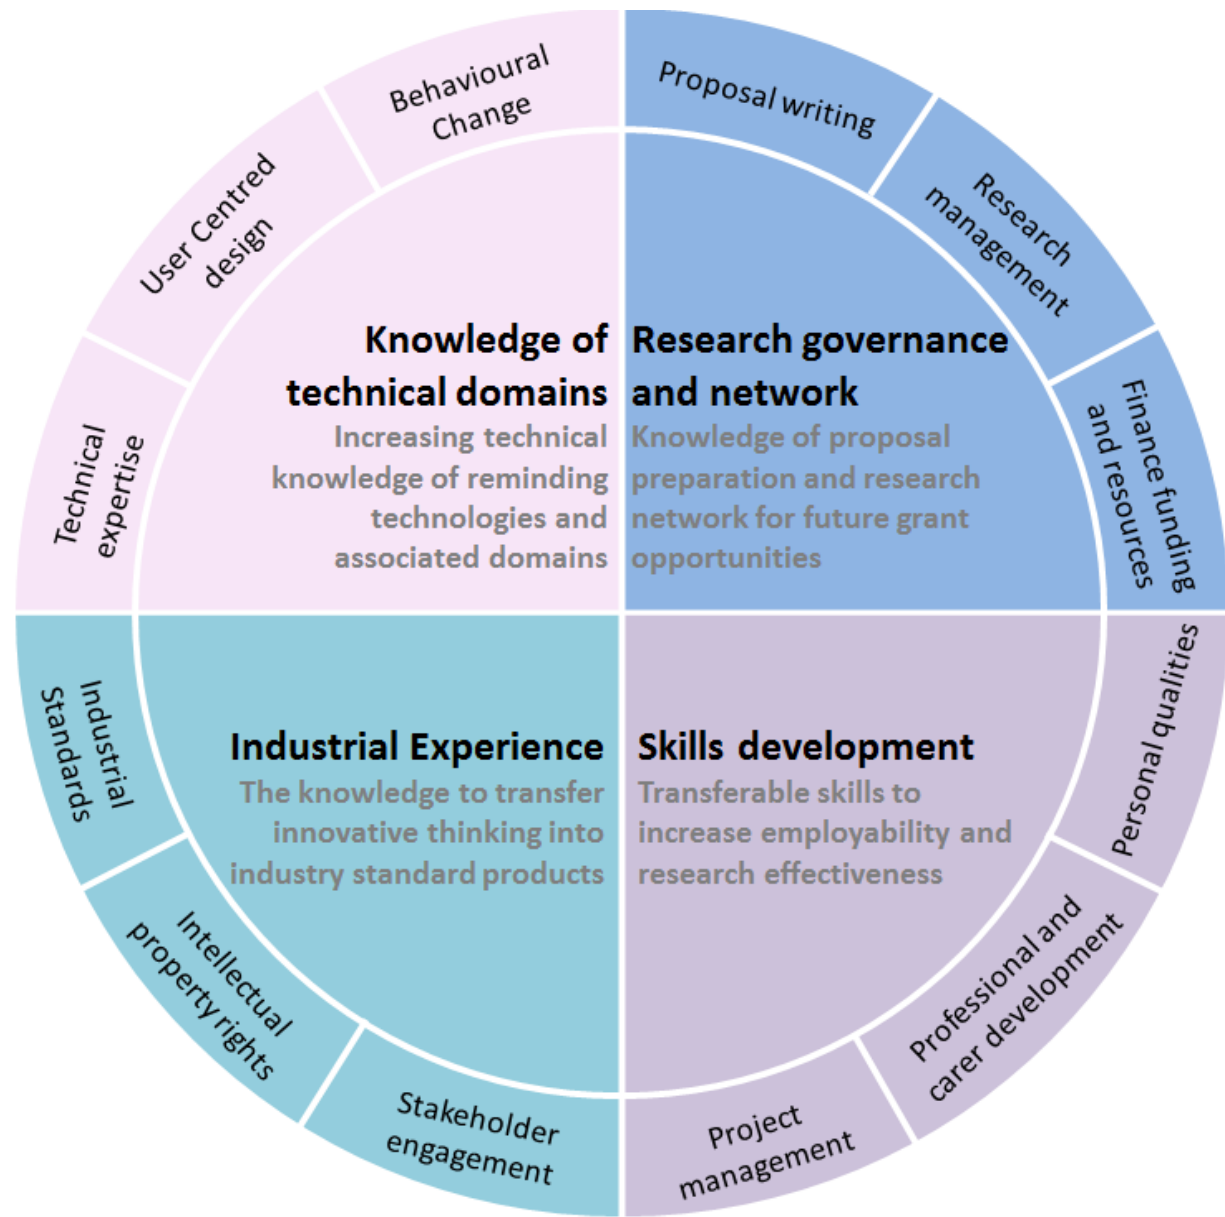 Behavioural
Change
User Centred
design
Technical
expertise
Knowledge of
technical domains
Increasing technical
knowledge of reminding
technologies and
associated domains
Proposal writing
Research
management
Finance funding
and resources
Research governance
and network
Knowledge of proposal
preparation and research
network for future grant
opportunities
Industrial
Standards
Intellectual
property rights
Stakeholder
engagement
Industrial Experience
The knowledge to transfer
innovative thinking into
industry standard products
Skills development
Transferable skills to
increase employability and
research effectiveness
Personal qualities
Professional and
carer development
Project
management